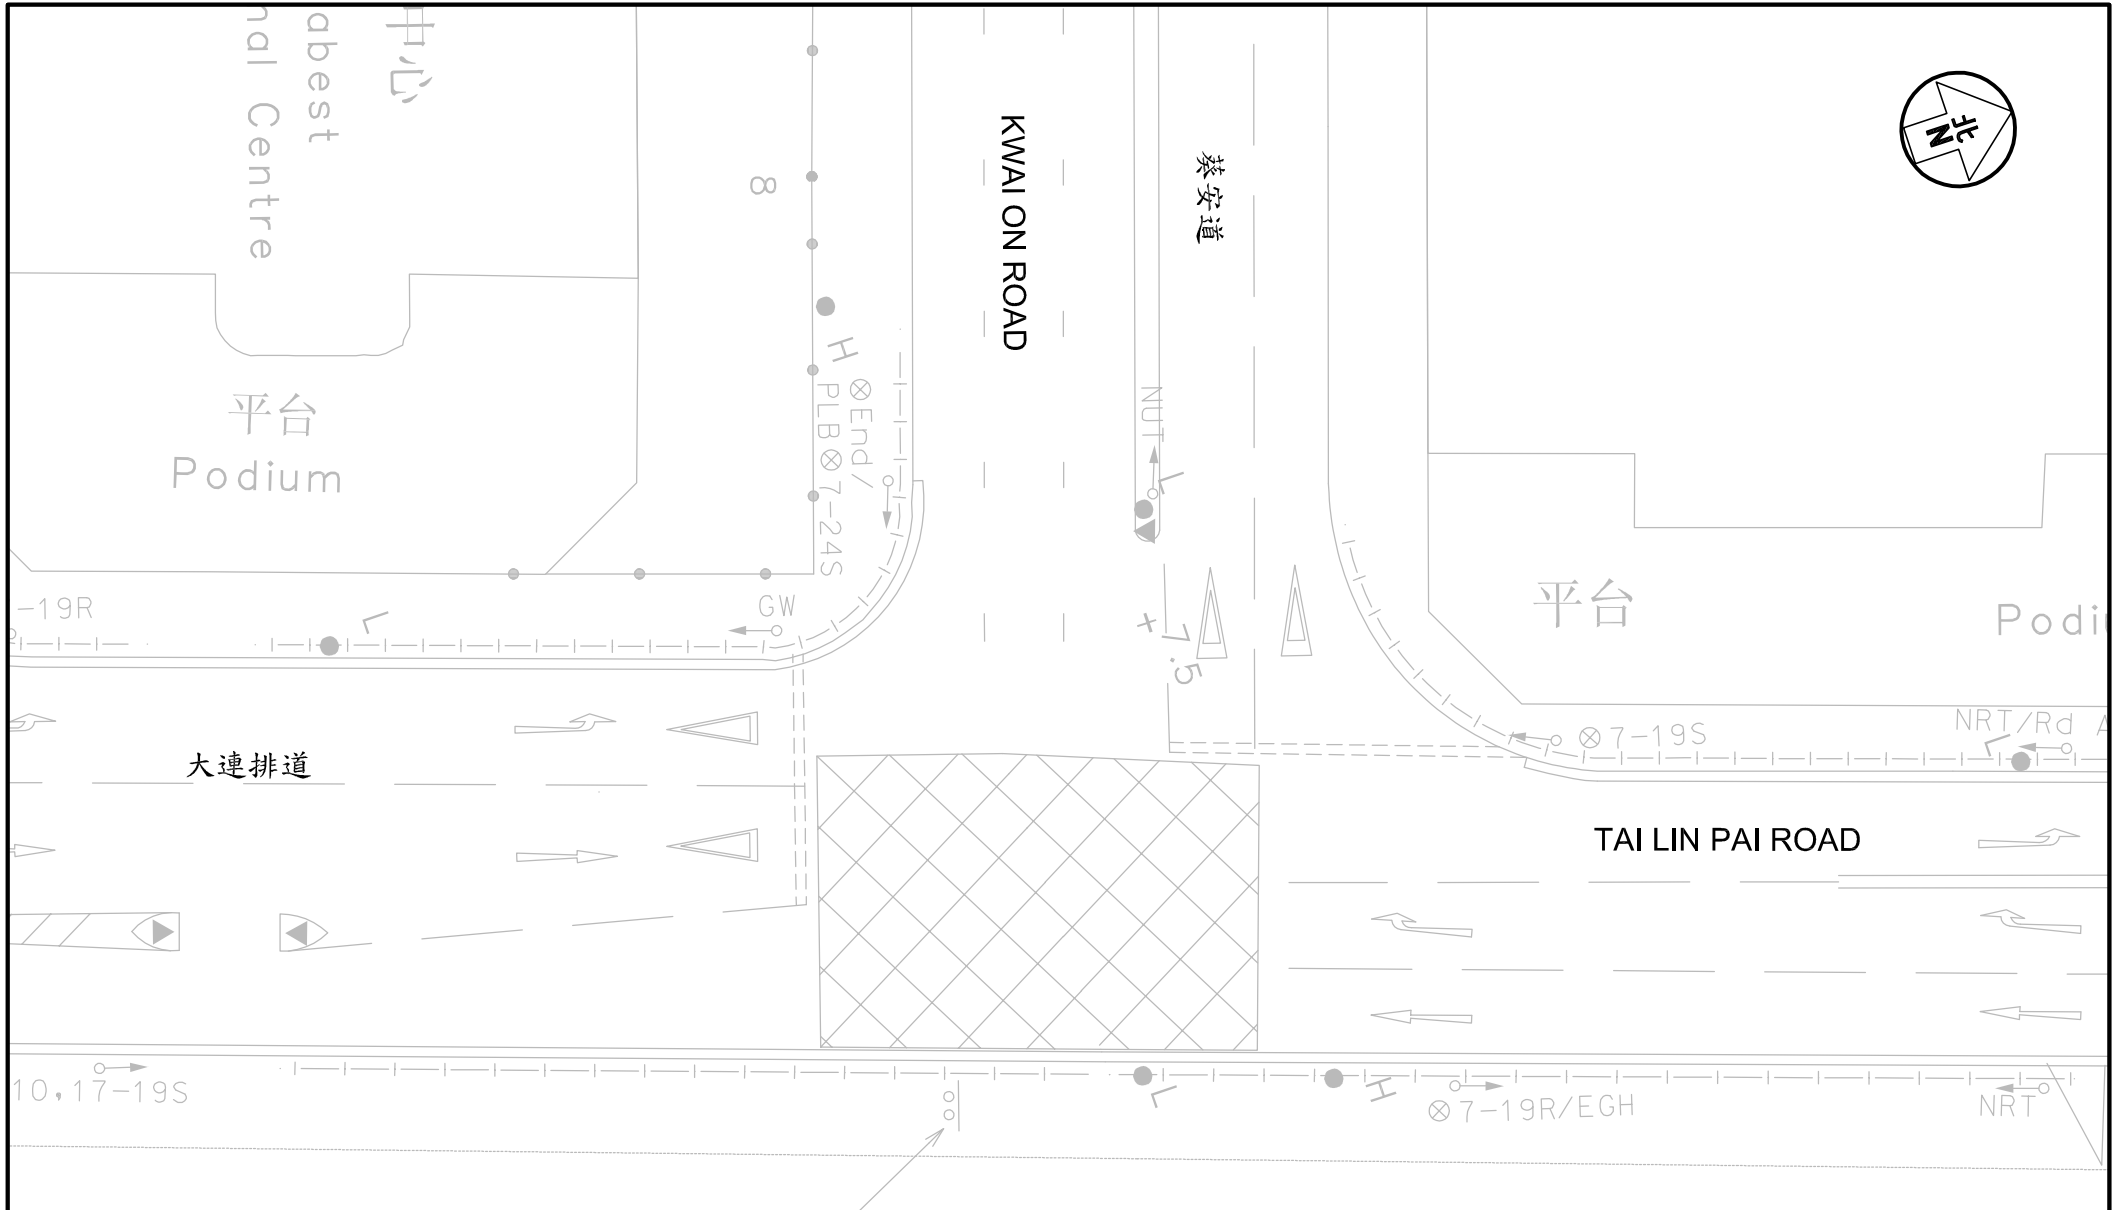 中心
abest
nal Centre
8
KWAI ON ROAD
葵安道
北
N
平台
Podium
H
⊗End/
PLB⊗7-24S
NUT
L
-19R
L
GW
+7.5
平台
Podi
大連排道
⊗7-19S
NRT/Rd A
L
TAI LIN PAI ROAD
10,17-19S
L
H
⊗7-19R/EGH
NRT